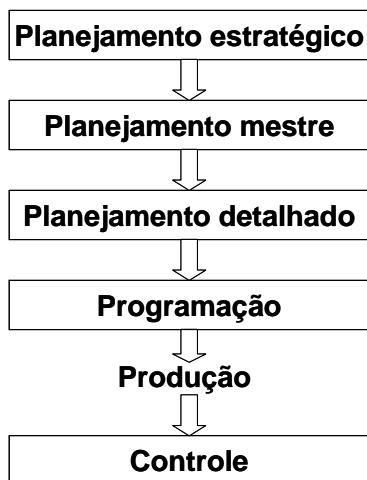 Planejamento estratégico
Planejamento mestre
Planejamento detalhado
Programação
Produção
Controle